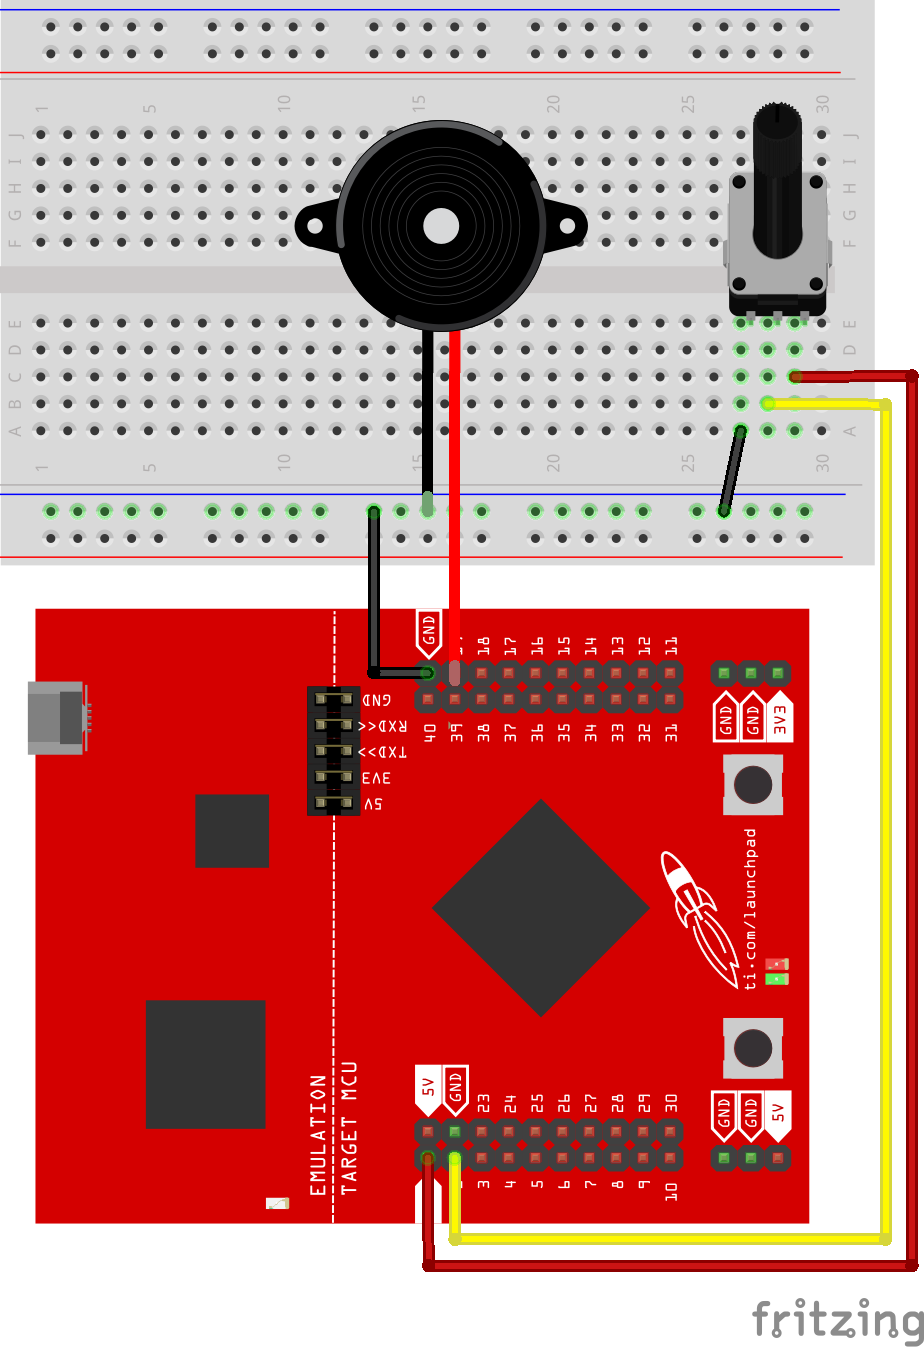 1 5 10 15 20 25 30
J J
I I
H H
G G
F F
E E
D D
C C
B B
A A
1 5 10 15 20 25 30
GND 18 17 16 15 14 13 12 11
40 39 38 37 36 35 34 33 32 31
GND GND 3V3
GND
RXD<<
TXD>>
3V3
5V
ti.com/launchpad
EMULATION
TARGET MCU
5V GND 23 24 25 26 27 28 29 30
GND GND 5V
3 4 5 6 7 8 9 10
fritzing